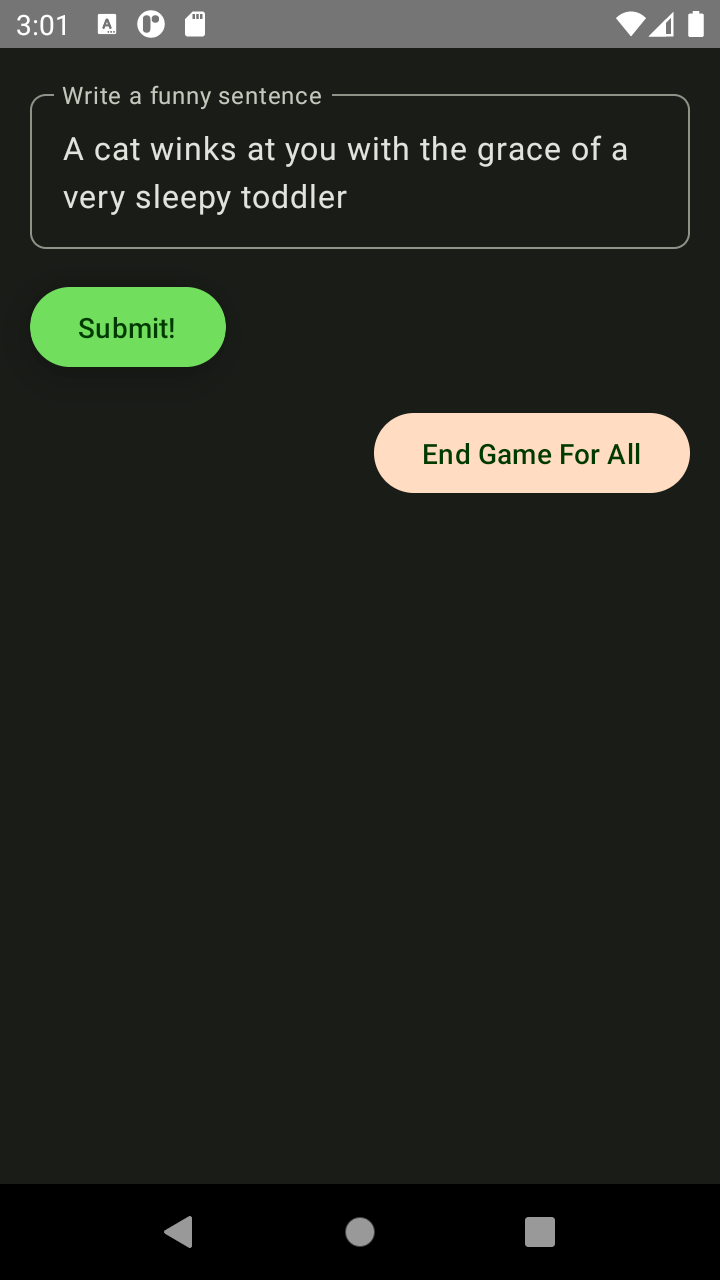 3:01
Write a funny sentence
A cat winks at you with the grace of a
very sleepy toddler
Submit!
End Game For All